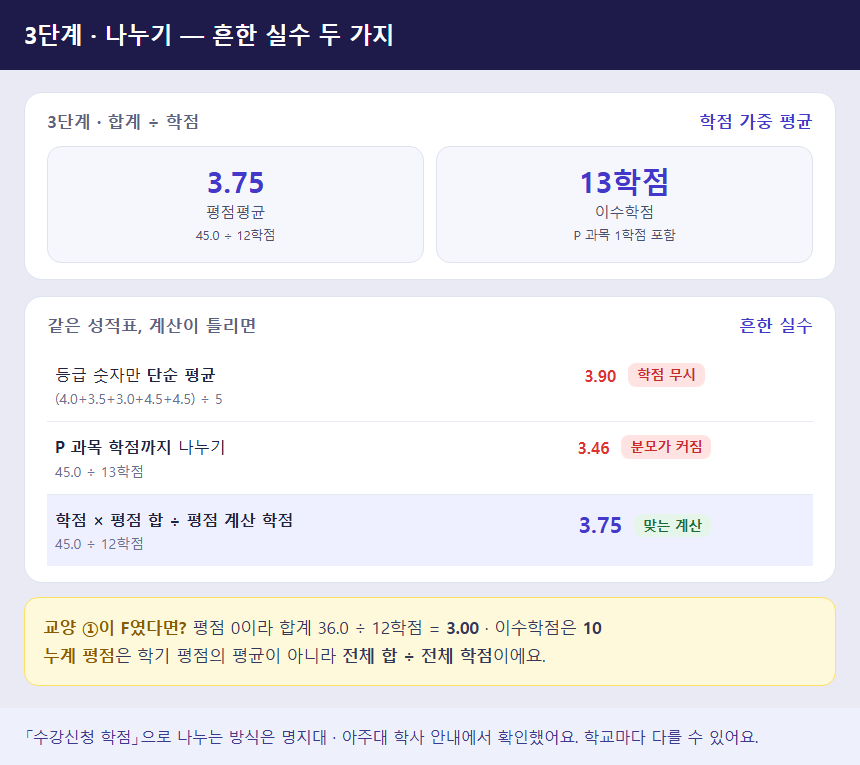 3단계 · 나누기 — 흔한 실수 두 가지
3단계 · 합계 ÷ 학점
학점 가중 평균
3.75
평점평균
45.0 ÷ 12학점
13학점
이수학점
P 과목 1학점 포함
같은 성적표, 계산이 틀리면
흔한 실수
등급 숫자만 단순 평균
(4.0+3.5+3.0+4.5+4.5) ÷ 5
3.90 학점 무시
P 과목 학점까지 나누기
45.0 ÷ 13학점
3.46 분모가 커짐
학점 × 평점 합 ÷ 평점 계산 학점
45.0 ÷ 12학점
3.75 맞는 계산
교양 ①이 F였다면? 평점 0이라 합계 36.0 ÷ 12학점 = 3.00 · 이수학점은 10
누계 평점은 학기 평점의 평균이 아니라 전체 합 ÷ 전체 학점이에요.
「수강신청 학점」으로 나누는 방식은 명지대 · 아주대 학사 안내에서 확인했어요. 학교마다 다를 수 있어요.